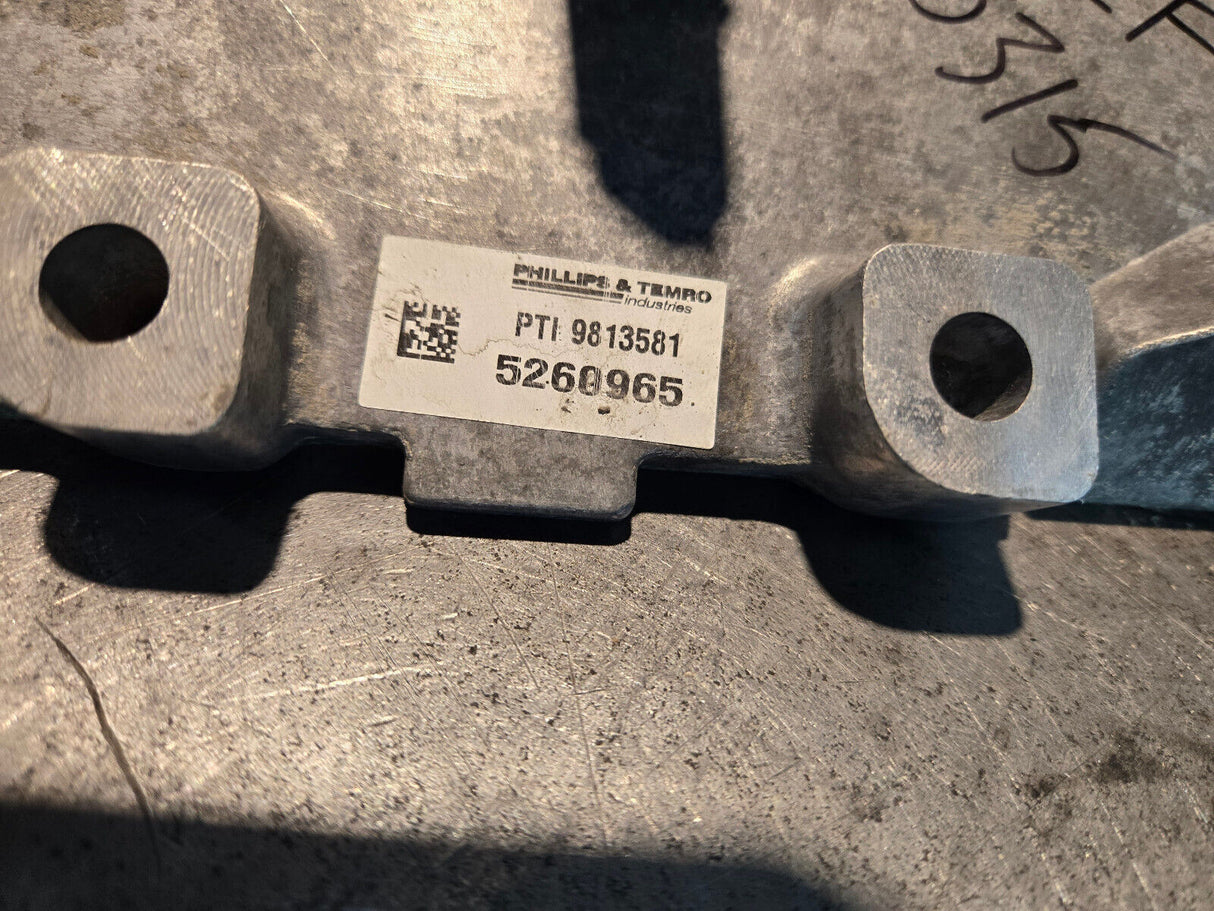 PHILLIPS & TEMRO
industries
PTI 9813581
5260965